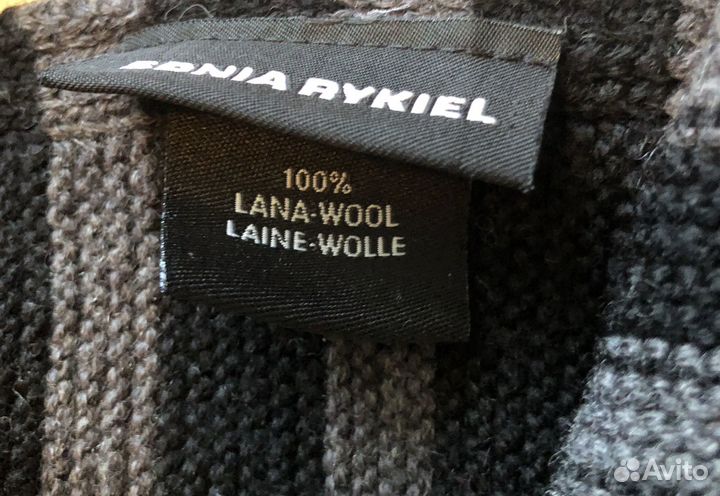 SONIA RYKIEL
100%
LANA-WOOL
LAINE-WOLLE
Avito